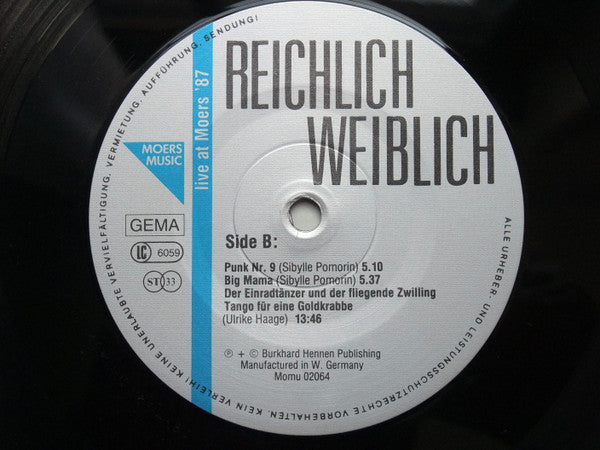 REICHLICH
WEIBLICH
live at Moers '87
MOERS
MUSIC
GEMA
LC 6059
ST 33
Side B:
Punk Nr. 9 (Sibylle Pomorin) 5.10
Big Mama (Sibylle Pomorin) 5.37
Der Einradtänzer und der fliegende Zwilling
Tango für eine Goldkrabbe
(Ulrike Haage) 13:46
℗ + © Burkhard Hennen Publishing
Manufactured in W. Germany
Momu 02064
ALLE URHEBER- UND LEISTUNGSSCHUTZRECHTE VORBEHALTEN. KEIN VERLEIH! KEINE UNERLAUBTE VERVIELFÄLTIGUNG, VERMIETUNG, AUFFÜHRUNG, SENDUNG!